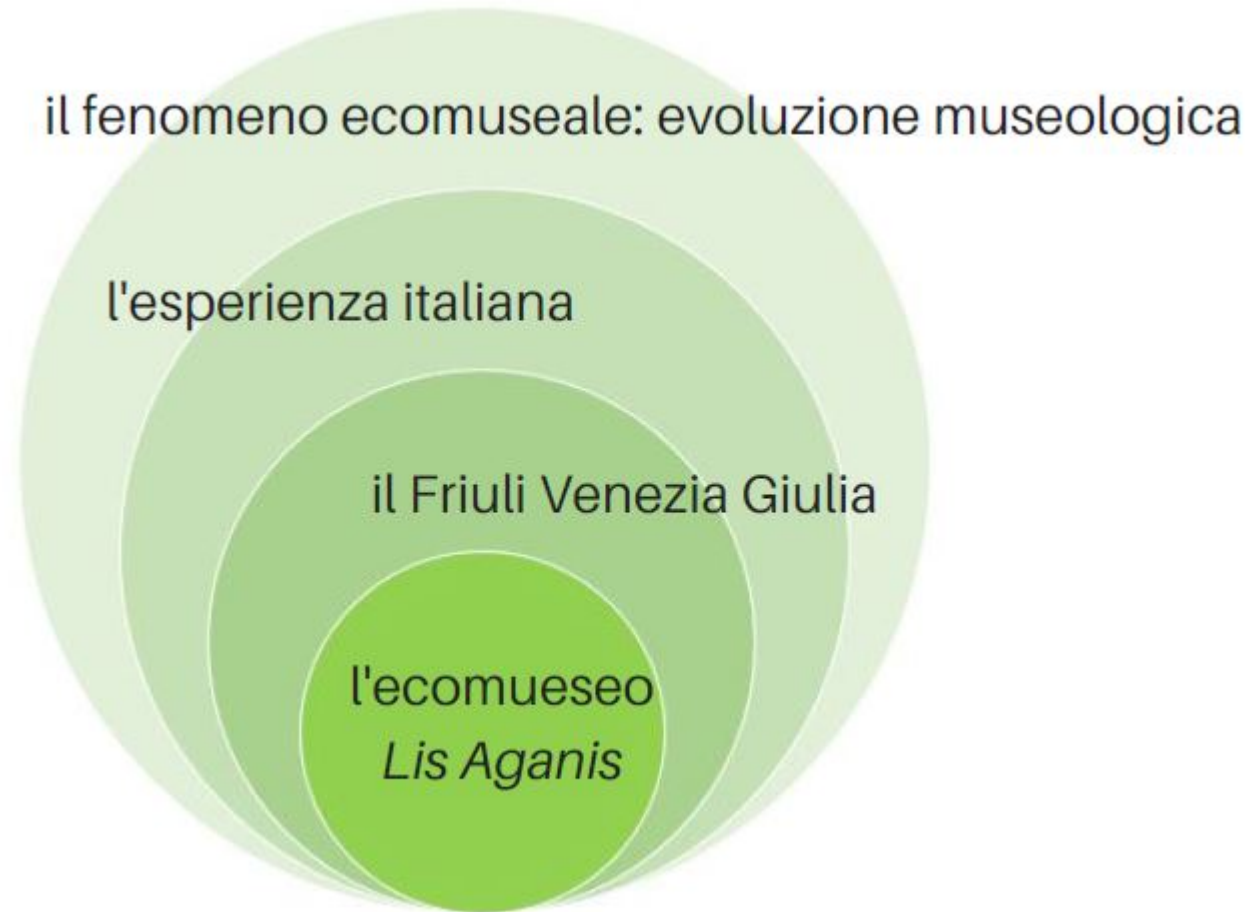 il fenomeno ecomuseale: evoluzione museologica
l'esperienza italiana
il Friuli Venezia Giulia
l'ecomueseo
Lis Aganis